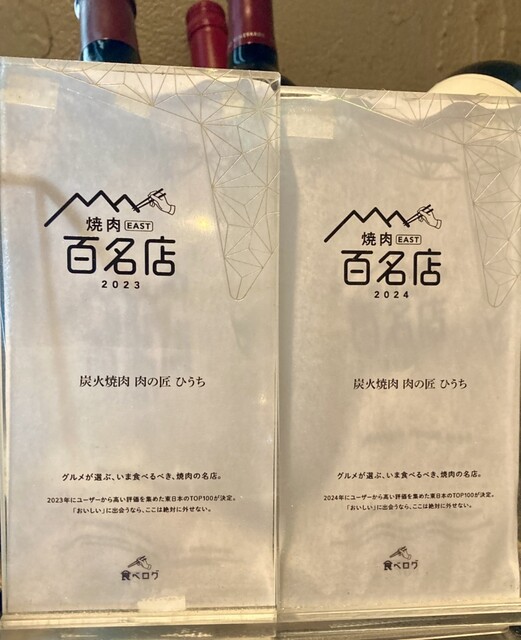 焼肉 EAST
百名店
2023
炭火焼肉 肉の匠 ひうち
グルメが選ぶ、いま食べるべき、焼肉の名店。
2023年にユーザーから高い評価を集めた東日本のTOP100が決定。
「おいしい」に出会うなら、ここは絶対に外せない。
食べログ
焼肉 EAST
百名店
2024
炭火焼肉 肉の匠 ひうち
グルメが選ぶ、いま食べるべき、焼肉の名店。
2024年にユーザーから高い評価を集めた東日本のTOP100が決定。
「おいしい」に出会うなら、ここは絶対に外せない。
食べログ